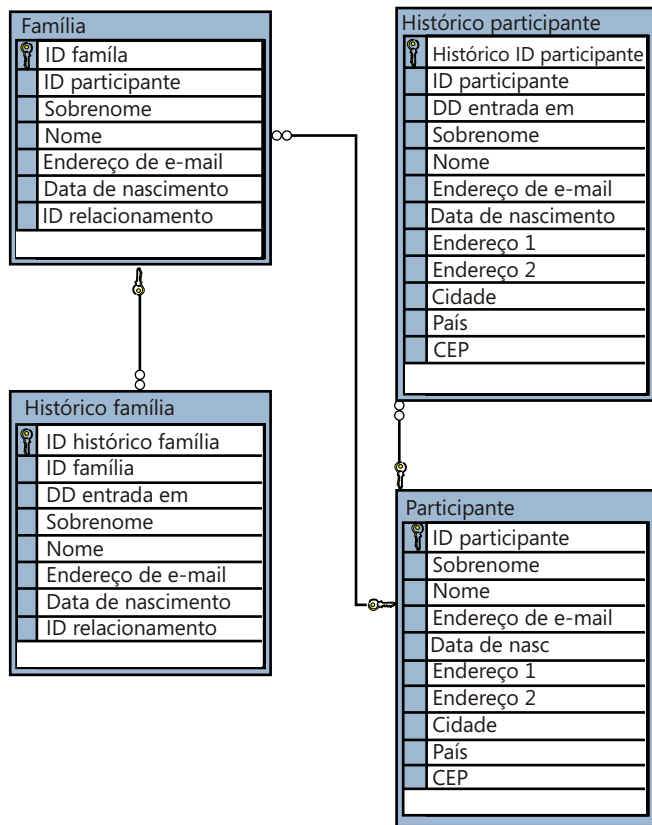 Família
ID famíla
ID participante
Sobrenome
Nome
Endereço de e-mail
Data de nascimento
ID relacionamento
Histórico participante
Histórico ID participante
ID participante
DD entrada em
Sobrenome
Nome
Endereço de e-mail
Data de nascimento
Endereço 1
Endereço 2
Cidade
País
CEP
Histórico família
ID histórico família
ID família
DD entrada em
Sobrenome
Nome
Endereço de e-mail
Data de nascimento
ID relacionamento
Participante
ID participante
Sobrenome
Nome
Endereço de e-mail
Data de nasc
Endereço 1
Endereço 2
Cidade
País
CEP